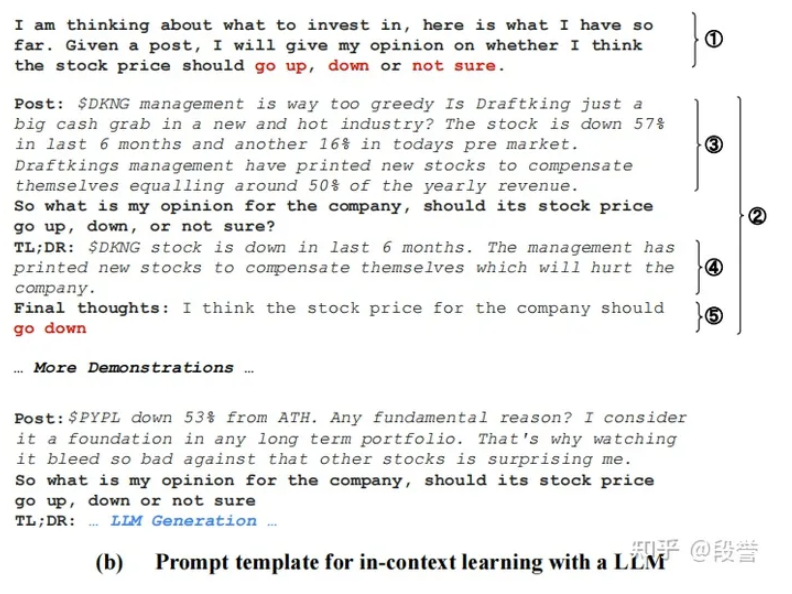 I am thinking about what to invest in, here is what I have so
far. Given a post, I will give my opinion on whether I think
the stock price should go up, down or not sure.
①
Post: $DKNG management is way too greedy Is Draftking just a
big cash grab in a new and hot industry? The stock is down 57%
in last 6 months and another 16% in todays pre market.
Draftkings management have printed new stocks to compensate
themselves equalling around 50% of the yearly revenue.
③
So what is my opinion for the company, should its stock price
go up, down, or not sure?
②
TL;DR: $DKNG stock is down in last 6 months. The management has
printed new stocks to compensate themselves which will hurt the
company.
④
Final thoughts: I think the stock price for the company should
go down
⑤
… More Demonstrations …
Post: $PYPL down 53% from ATH. Any fundamental reason? I consider
it a foundation in any long term portfolio. That's why watching
it bleed so bad against that other stocks is surprising me.
So what is my opinion for the company, should its stock price
go up, down or not sure
TL;DR: … LLM Generation …
(b) Prompt template for in-context learning with a LLM
知乎 @段誉